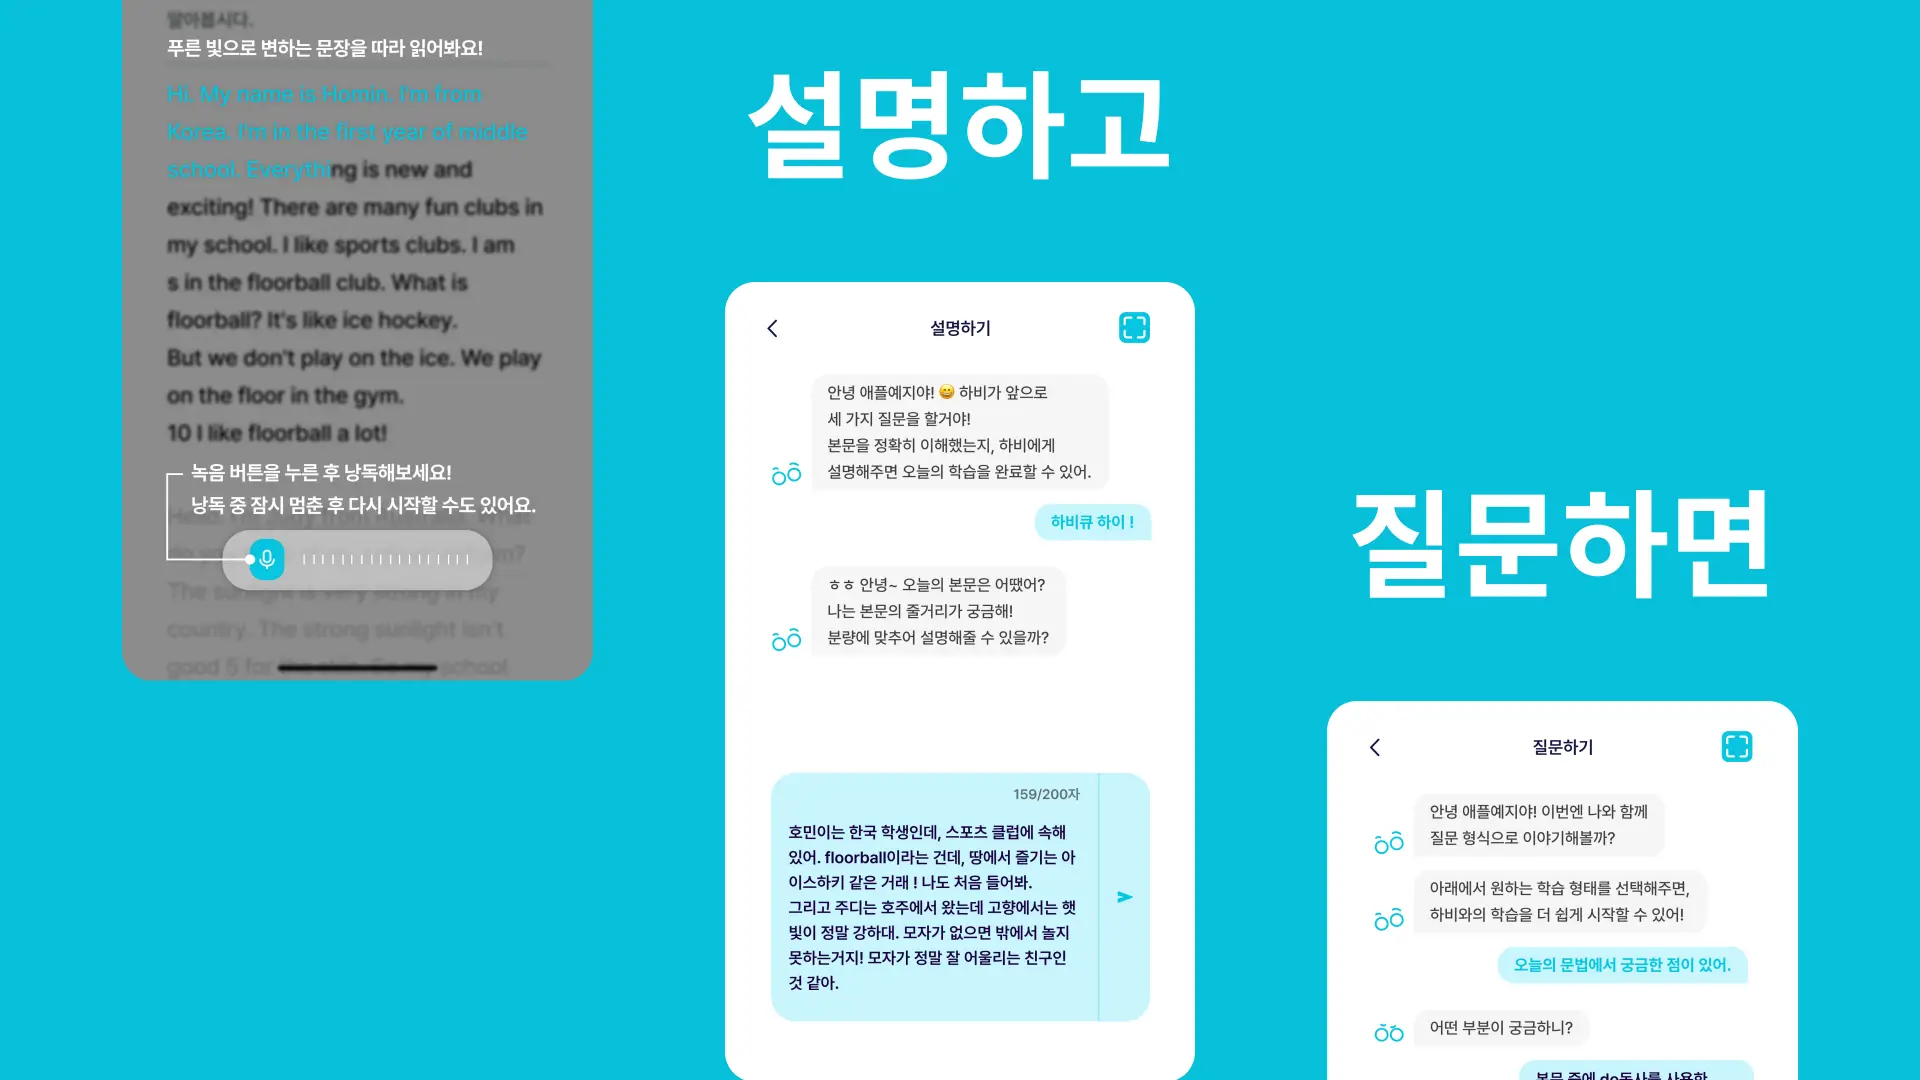 알아봅시다.
푸른 빛으로 변하는 문장을 따라 읽어봐요!
Hi. My name is Homin. I'm from
Korea. I'm in the first year of middle
school. Everything is new and
exciting! There are many fun clubs in
my school. I like sports clubs. I am
s in the floorball club. What is
floorball? It's like ice hockey.
But we don't play on the ice. We play
on the floor in the gym.
10 I like floorball a lot!
녹음 버튼을 누른 후 낭독해보세요!
낭독 중 잠시 멈춘 후 다시 시작할 수도 있어요.
The sunlight is very strong in my
country. The strong sunlight isn't
good 5 for the skin. So my school
설명하고
설명하기
안녕 애플예지야! 😀 하비가 앞으로
세 가지 질문을 할거야!
본문을 정확히 이해했는지, 하비에게
설명해주면 오늘의 학습을 완료할 수 있어.
하비큐 하이 !
ㅎㅎ 안녕~ 오늘의 본문은 어땠어?
나는 본문의 줄거리가 궁금해!
분량에 맞추어 설명해줄 수 있을까?
159/200자
호민이는 한국 학생인데, 스포츠 클럽에 속해
있어. floorball이라는 건데, 땅에서 즐기는 아
이스하키 같은 거래 ! 나도 처음 들어봐.
그리고 주디는 호주에서 왔는데 고향에서는 햇
빛이 정말 강하대. 모자가 없으면 밖에서 놀지
못하는거지! 모자가 정말 잘 어울리는 친구인
것 같아.
질문하면
질문하기
안녕 애플예지야! 이번엔 나와 함께
질문 형식으로 이야기해볼까?
아래에서 원하는 학습 형태를 선택해주면,
하비와의 학습을 더 쉽게 시작할 수 있어!
오늘의 문법에서 궁금한 점이 있어.
어떤 부분이 궁금하니?
본문 중에 do동사를 사용한